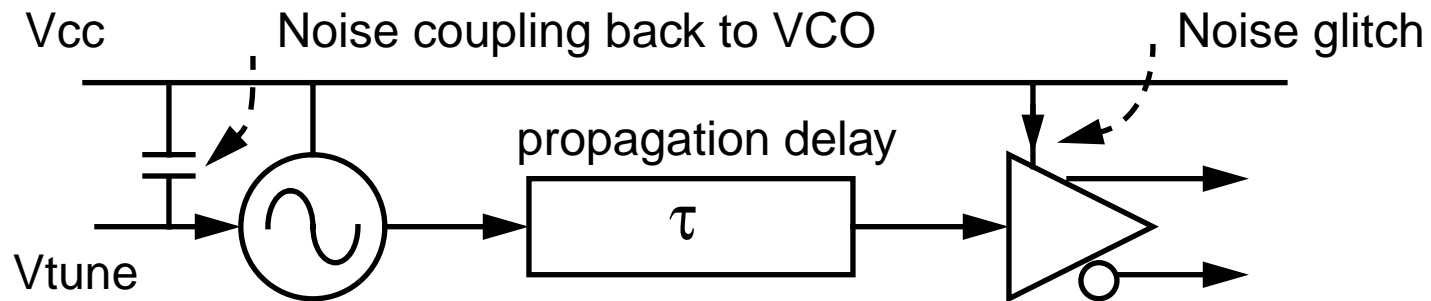 Vcc
Noise coupling back to VCO
Noise glitch
propagation delay
τ
Vtune